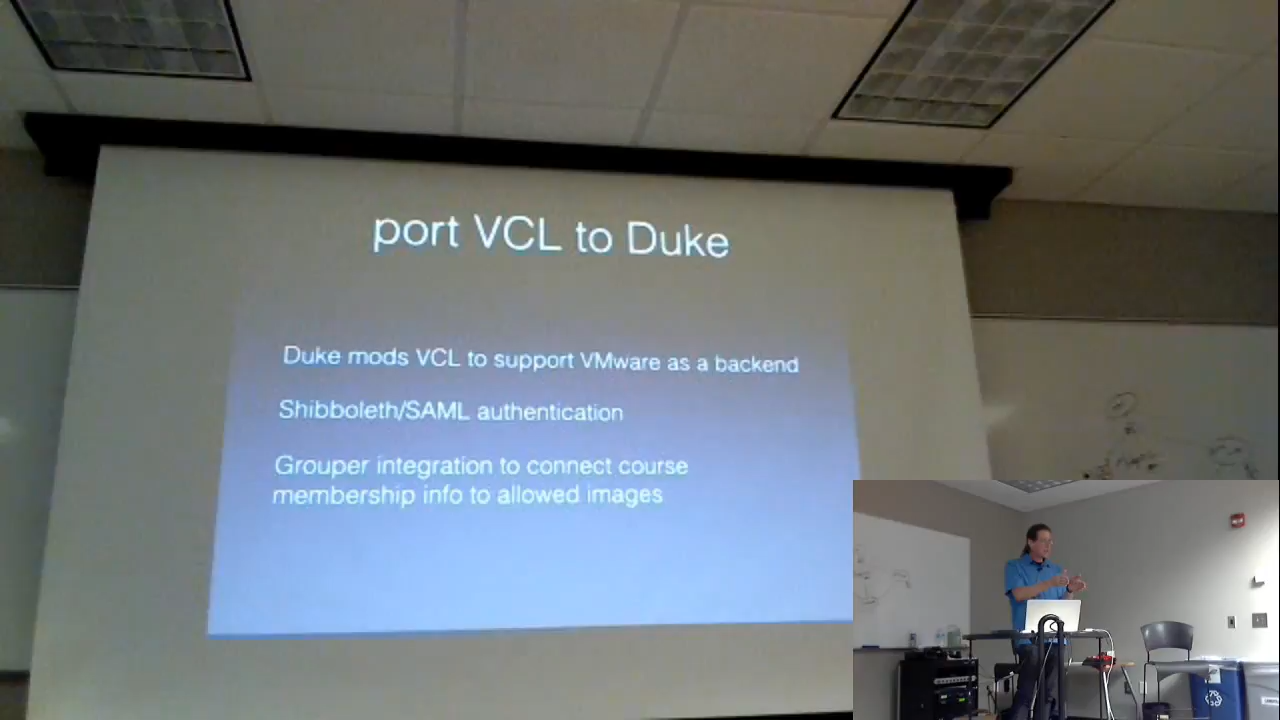 port VCL to Duke
Duke mods VCL to support VMware as a backend
Shibboleth/SAML authentication
Grouper integration to connect course
membership info to allowed images